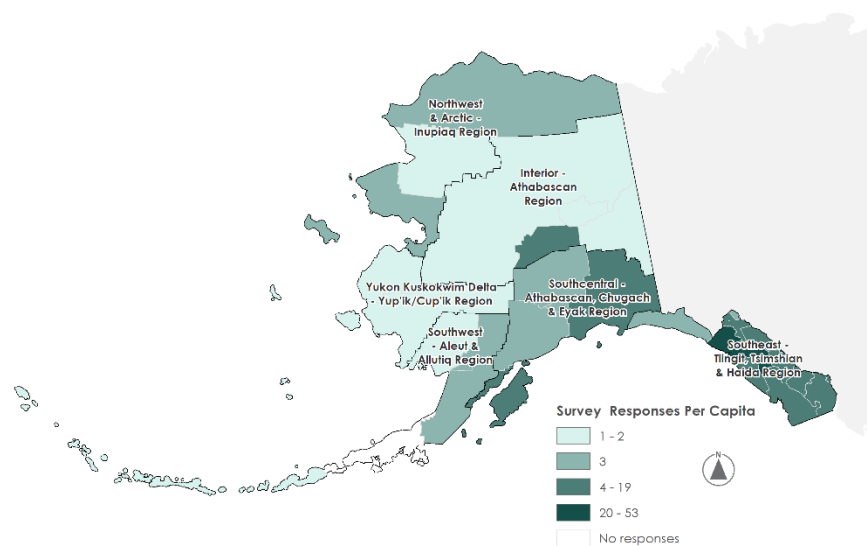 Northwest
& Arctic -
Inupiaq Region
Interior -
Athabascan
Region
Yukon Kuskokwim Delta
- Yup'ik/Cup'ik Region
Southcentral -
Athabascan, Chugach
& Eyak Region
Southwest
- Aleut &
Allutiq Region
Southeast -
Tlingit, Tsimshian
& Haida Region
Survey Responses Per Capita
1 - 2
3
4 - 19
20 - 53
No responses
N